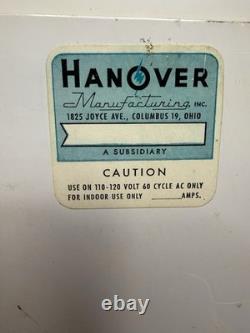 HANOVER
Manufacturing, INC.
1825 JOYCE AVE., COLUMBUS 19, OHIO
A SUBSIDIARY
CAUTION
USE ON 110-120 VOLT 60 CYCLE AC ONLY
FOR INDOOR USE ONLY ______AMPS.